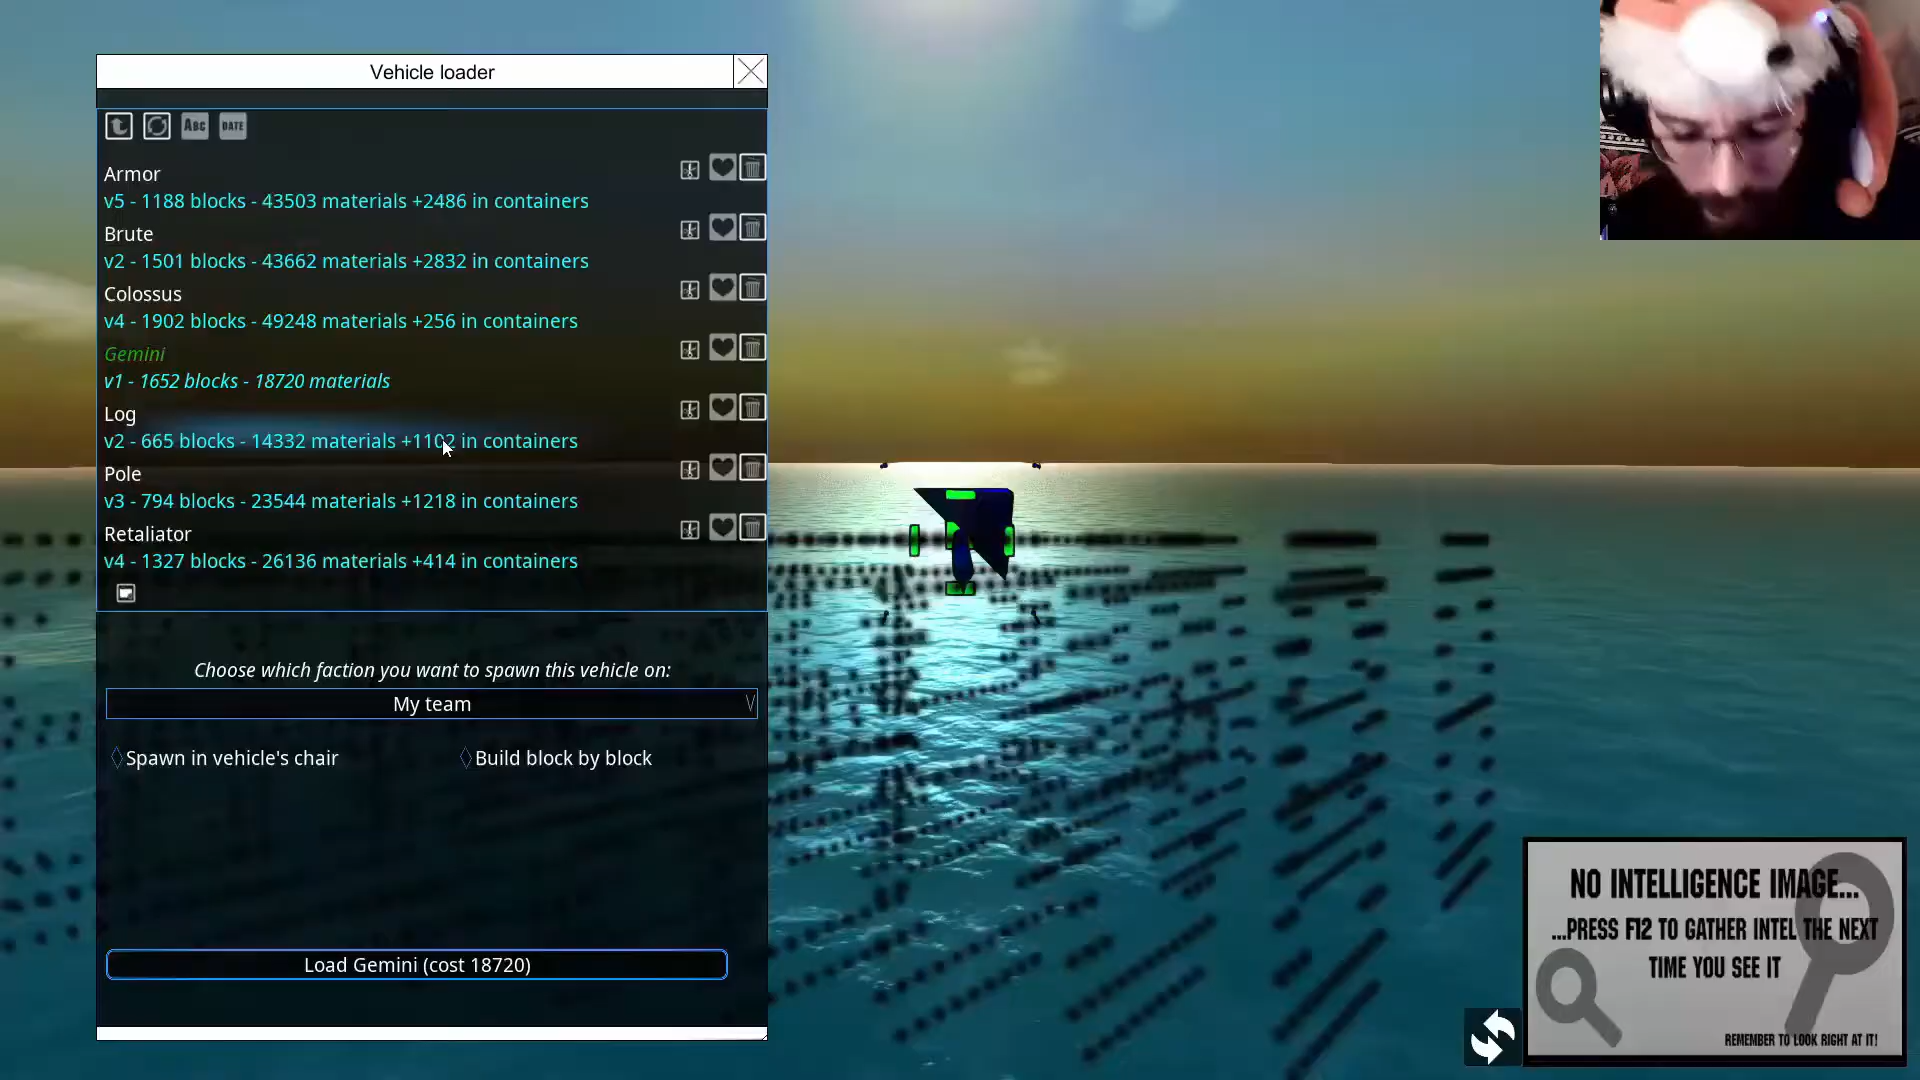 Vehicle loader
ABC DATE
Armor
v5 - 1188 blocks - 43503 materials +2486 in containers
Brute
v2 - 1501 blocks - 43662 materials +2832 in containers
Colossus
v4 - 1902 blocks - 49248 materials +256 in containers
Gemini
v1 - 1652 blocks - 18720 materials
Log
v2 - 665 blocks - 14332 materials +1102 in containers
Pole
v3 - 794 blocks - 23544 materials +1218 in containers
Retaliator
v4 - 1327 blocks - 26136 materials +414 in containers
Choose which faction you want to spawn this vehicle on:
My team
Spawn in vehicle's chair
Build block by block
Load Gemini (cost 18720)
NO INTELLIGENCE IMAGE...
...PRESS F12 TO GATHER INTEL THE NEXT
TIME YOU SEE IT
REMEMBER TO LOOK RIGHT AT IT!